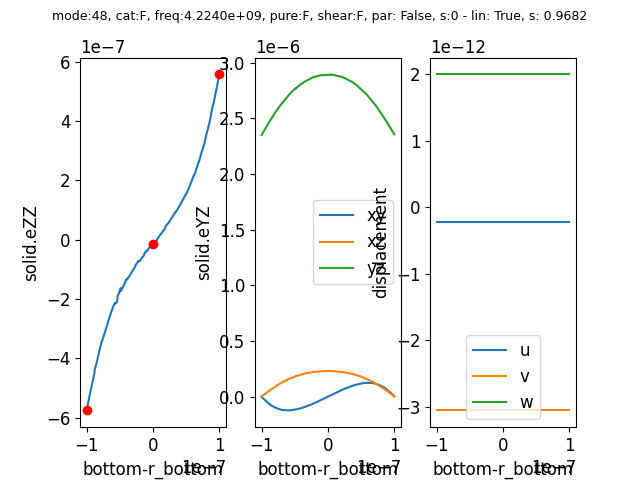 mode:48, cat:F, freq:4.2240e+09, pure:F, shear:F, par: False, s:0 - lin: True, s: 0.9682
1e−7
1e−6
1e−12
solid.eZZ
6
4
2
0
−2
−4
−6
−1
0
1
bottom-r_bottom
1e−7
solid.eYZ
3.0
2.5
2.0
1.5
1.0
0.5
0.0
xy
xz
yz
−1
0
1
bottom-r_bottom
1e−7
displacement
2
1
0
−1
−2
−3
u
v
w
−1
0
1
bottom-r_bottom
1e−7